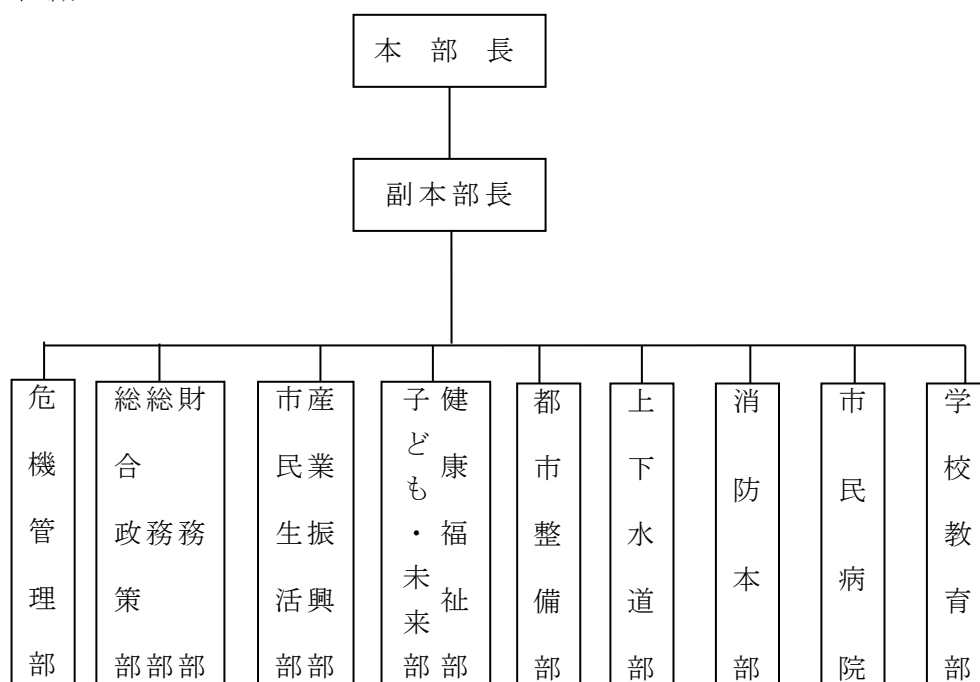 本部長
副本部長
危機管理部
総合政策部
総務部
財務部
市民生活部
産業振興部
子ども・未来部
健康福祉部
都市整備部
上下水道部
消防本部
市民病院
学校教育部